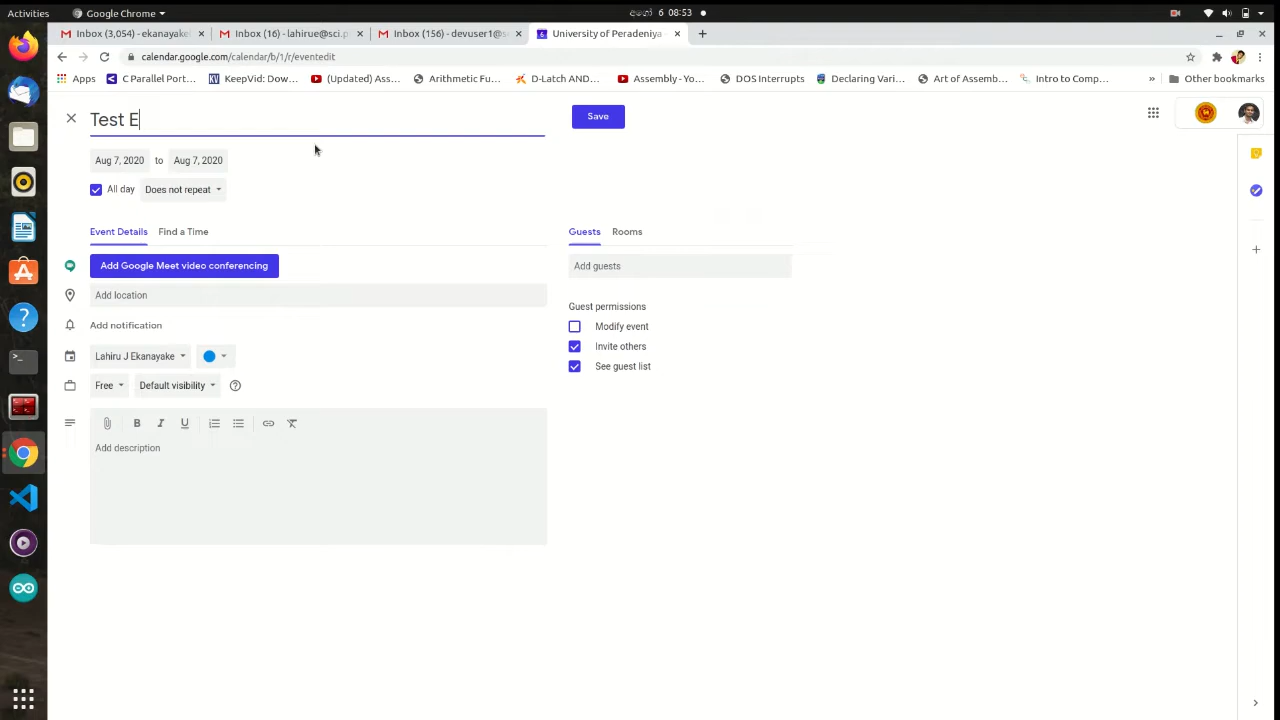 Activities Google Chrome අගෝ 6 08:53
Inbox (3,054) - ekanayakel Inbox (16) - lahirue@sci.p Inbox (156) - devuser1@s University of Peradeniya -
calendar.google.com/calendar/b/1/r/eventedit
Apps C Parallel Port... KeepVid: Dow... (Updated) Ass... Arithmetic Fu... D-Latch AND... Assembly - Yo... DOS Interrupts Declaring Vari... Art of Assemb... Intro to Comp... » Other bookmarks
Test E
Save
Aug 7, 2020 to Aug 7, 2020
All day Does not repeat
Event Details Find a Time
Guests Rooms
Add Google Meet video conferencing
Add guests
Add location
Guest permissions
Add notification
Modify event
Invite others
Lahiru J Ekanayake
See guest list
Free Default visibility
B I U
Add description